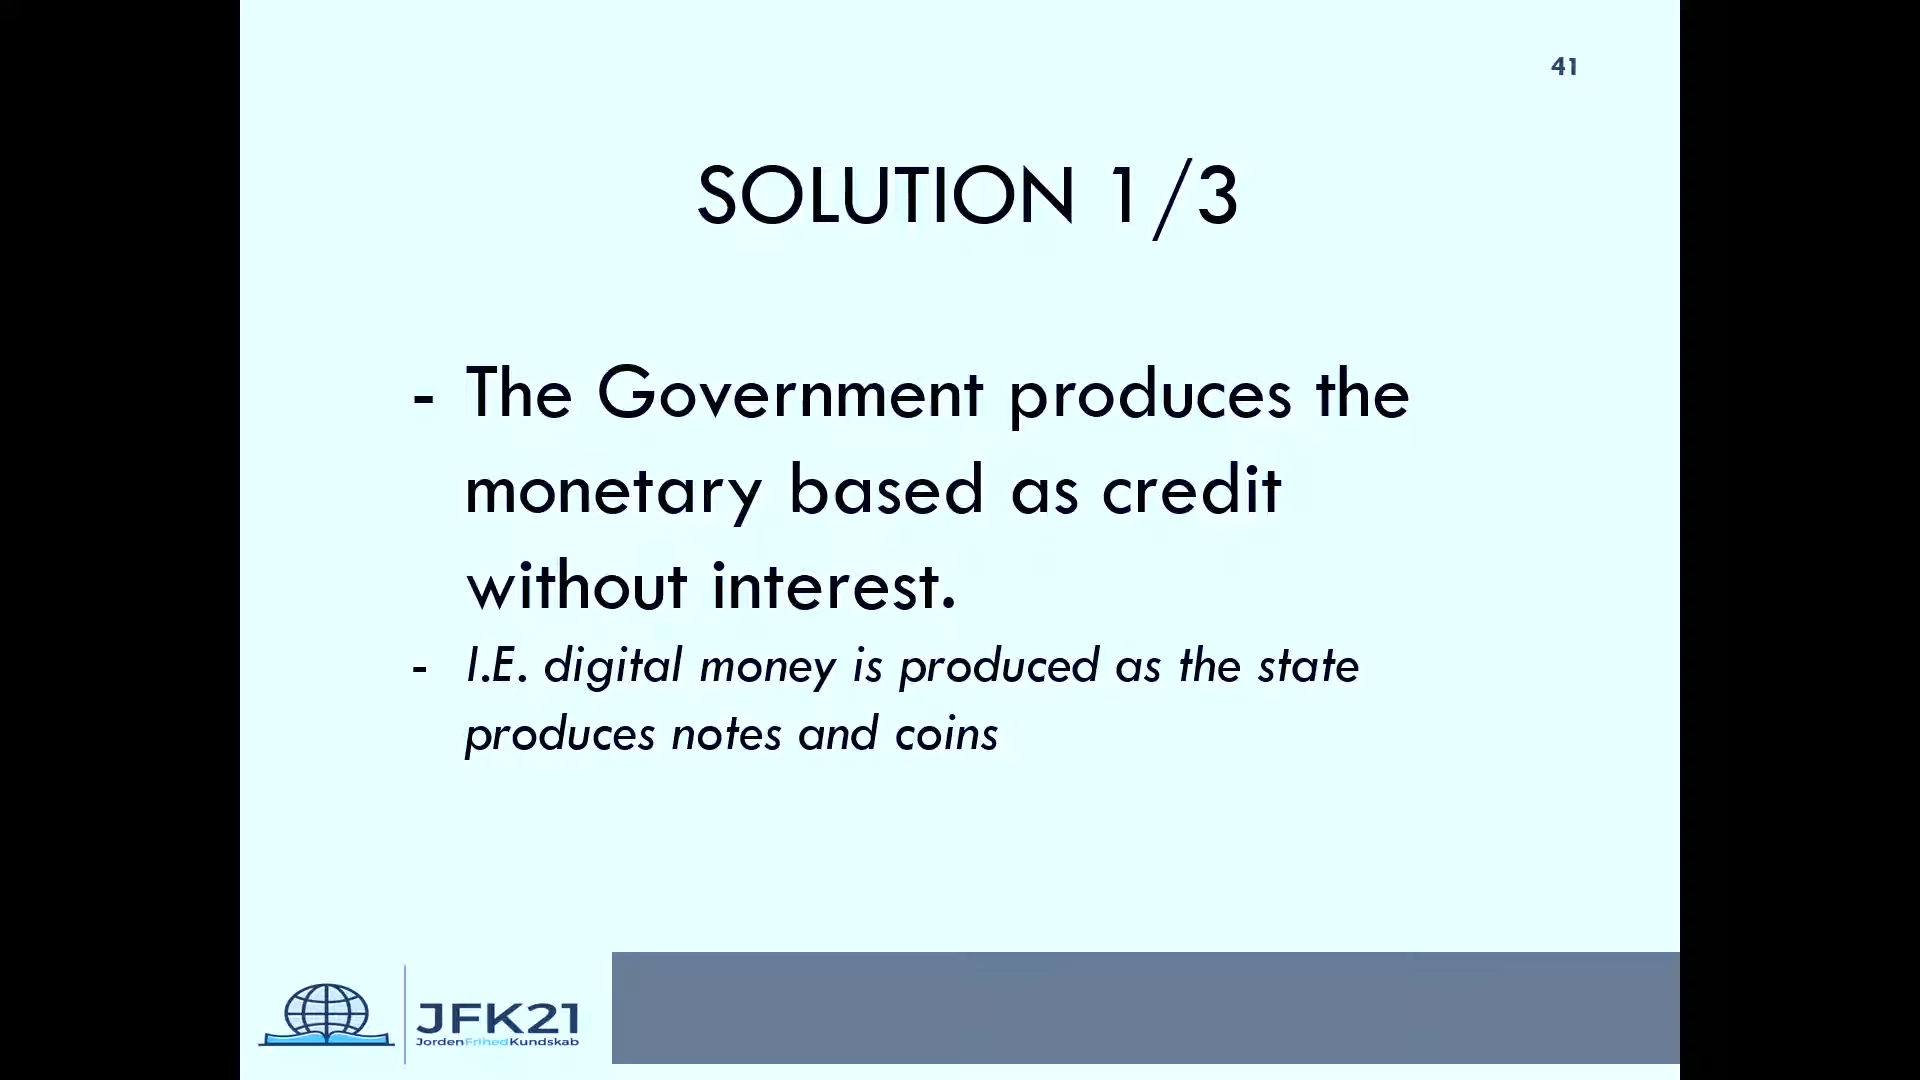 41
SOLUTION 1/3
- The Government produces the
monetary based as credit
without interest.
- I.E. digital money is produced as the state
produces notes and coins
JFK21
JordenFrihedKundskab